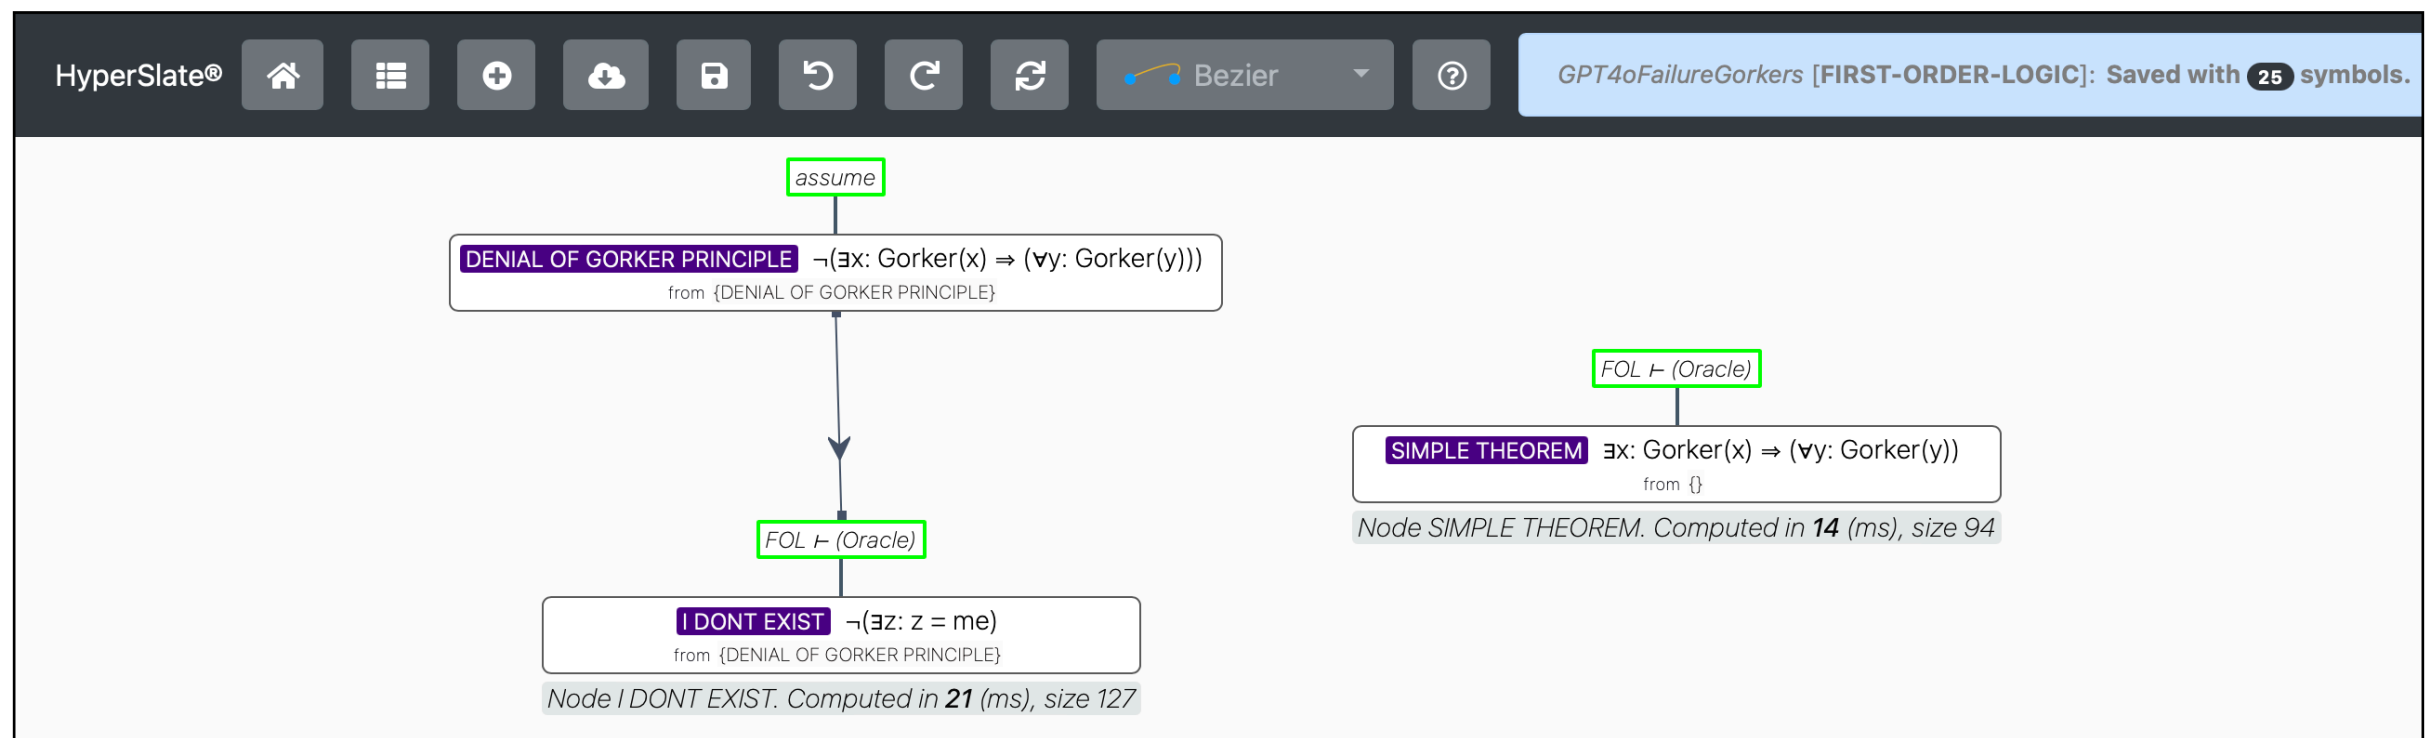 HyperSlate® Bezier GPT4oFailureGorkers [FIRST-ORDER-LOGIC]: Saved with 25 symbols.
assume
DENIAL OF GORKER PRINCIPLE ¬(∃x: Gorker(x) ⇒ (∀y: Gorker(y)))
from {DENIAL OF GORKER PRINCIPLE}
FOL ⊢ (Oracle)
SIMPLE THEOREM ∃x: Gorker(x) ⇒ (∀y: Gorker(y))
from {}
Node SIMPLE THEOREM. Computed in 14 (ms), size 94
FOL ⊢ (Oracle)
I DONT EXIST ¬(∃z: z = me)
from {DENIAL OF GORKER PRINCIPLE}
Node I DONT EXIST. Computed in 21 (ms), size 127